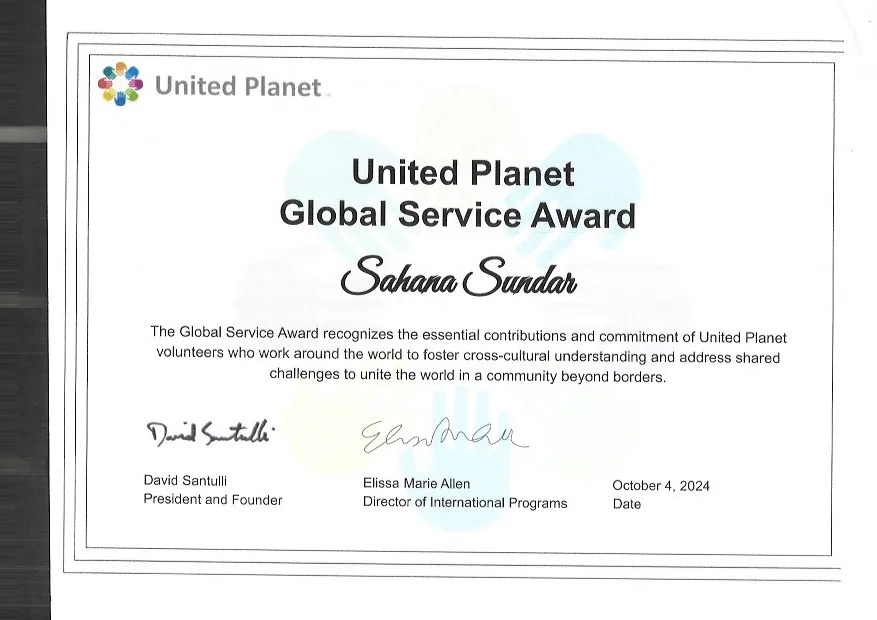 United Planet
United Planet
Global Service Award
Sahana Sundar
The Global Service Award recognizes the essential contributions and commitment of United Planet
volunteers who work around the world to foster cross-cultural understanding and address shared
challenges to unite the world in a community beyond borders.
David Santulli
David Santulli
President and Founder
Elissa Marie Allen
Director of International Programs
October 4, 2024
Date